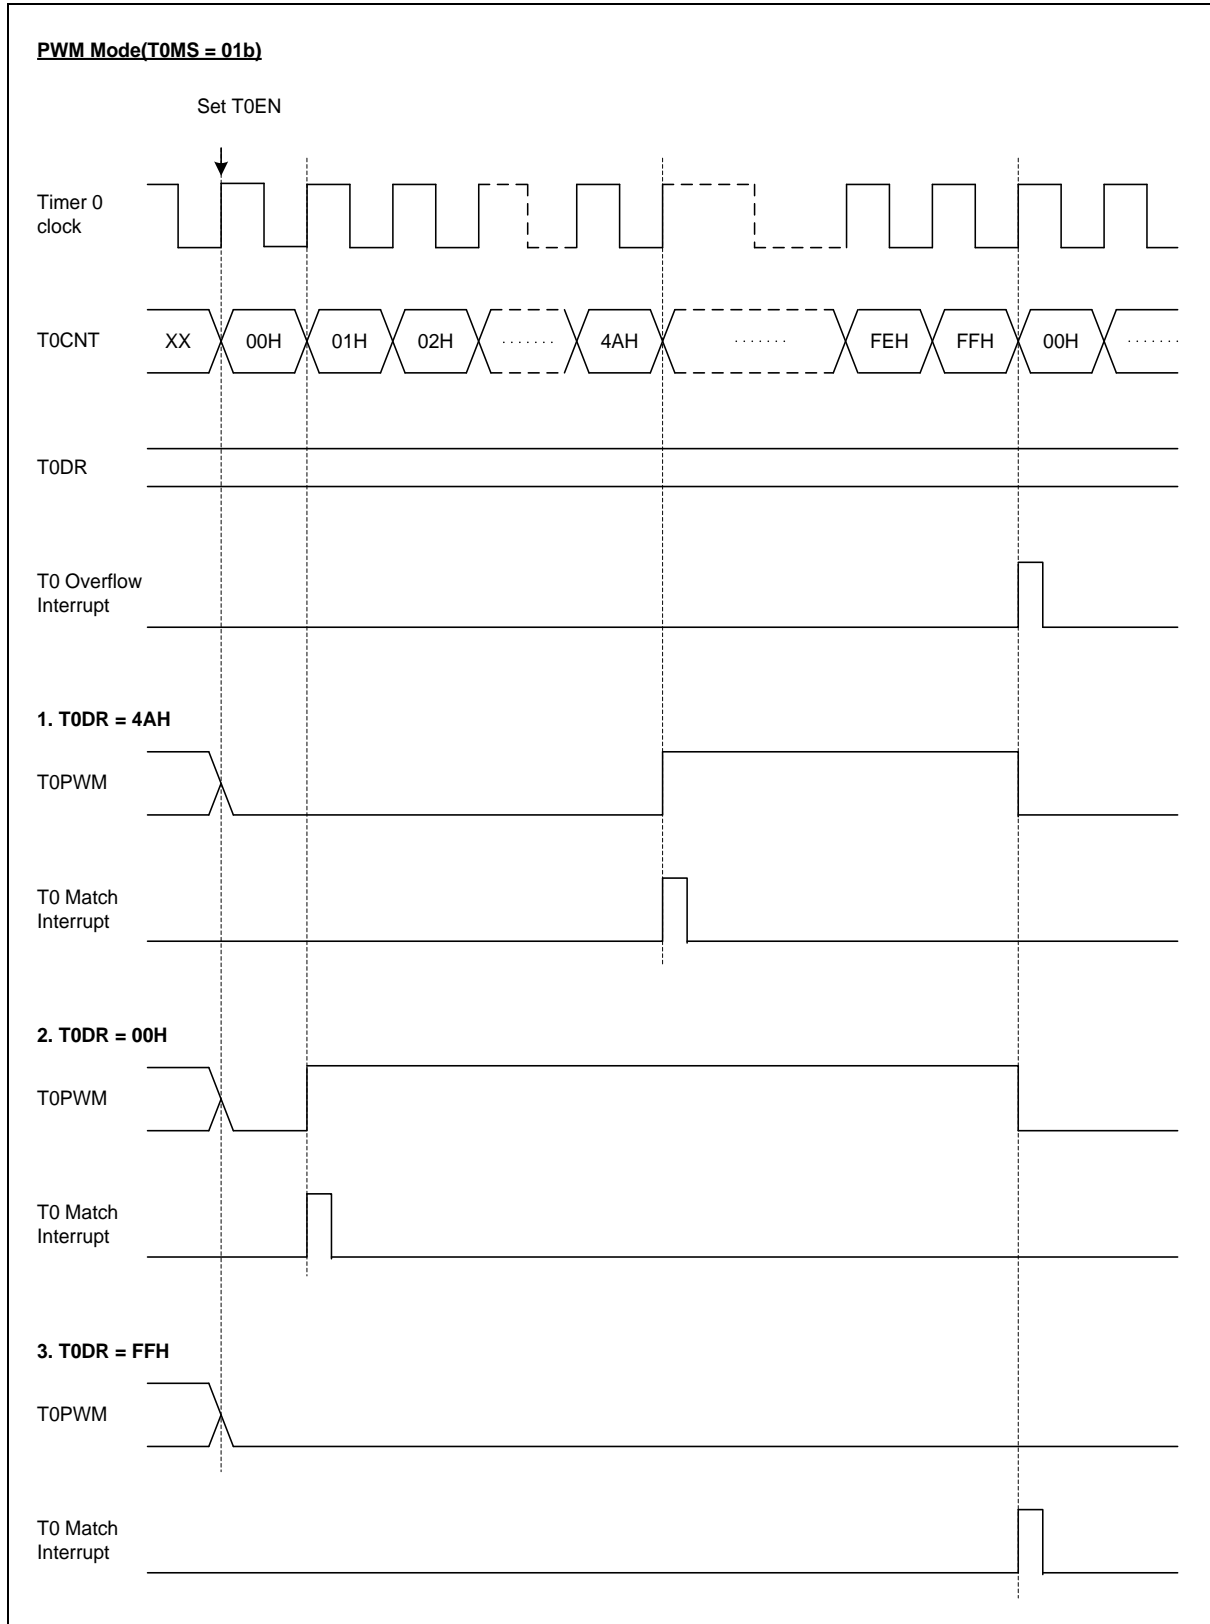 PWM Mode(T0MS = 01b)
Set T0EN
Timer 0
clock
T0CNT XX 00H 01H 02H ....... 4AH ....... FEH FFH 00H .......
T0DR
T0 Overflow
Interrupt
1. T0DR = 4AH
T0PWM
T0 Match
Interrupt
2. T0DR = 00H
T0PWM
T0 Match
Interrupt
3. T0DR = FFH
T0PWM
T0 Match
Interrupt